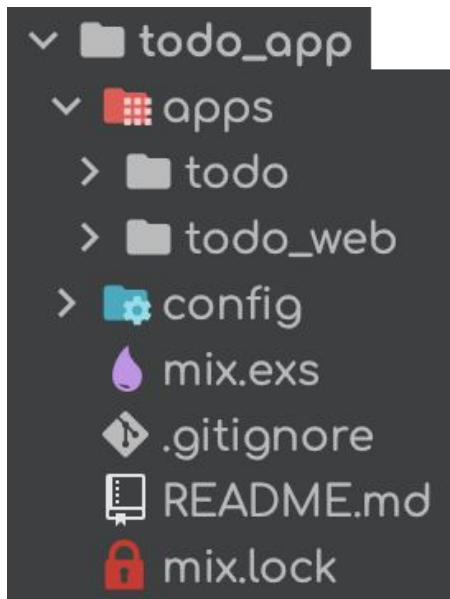 todo_app
apps
todo
todo_web
config
mix.exs
.gitignore
README.md
mix.lock